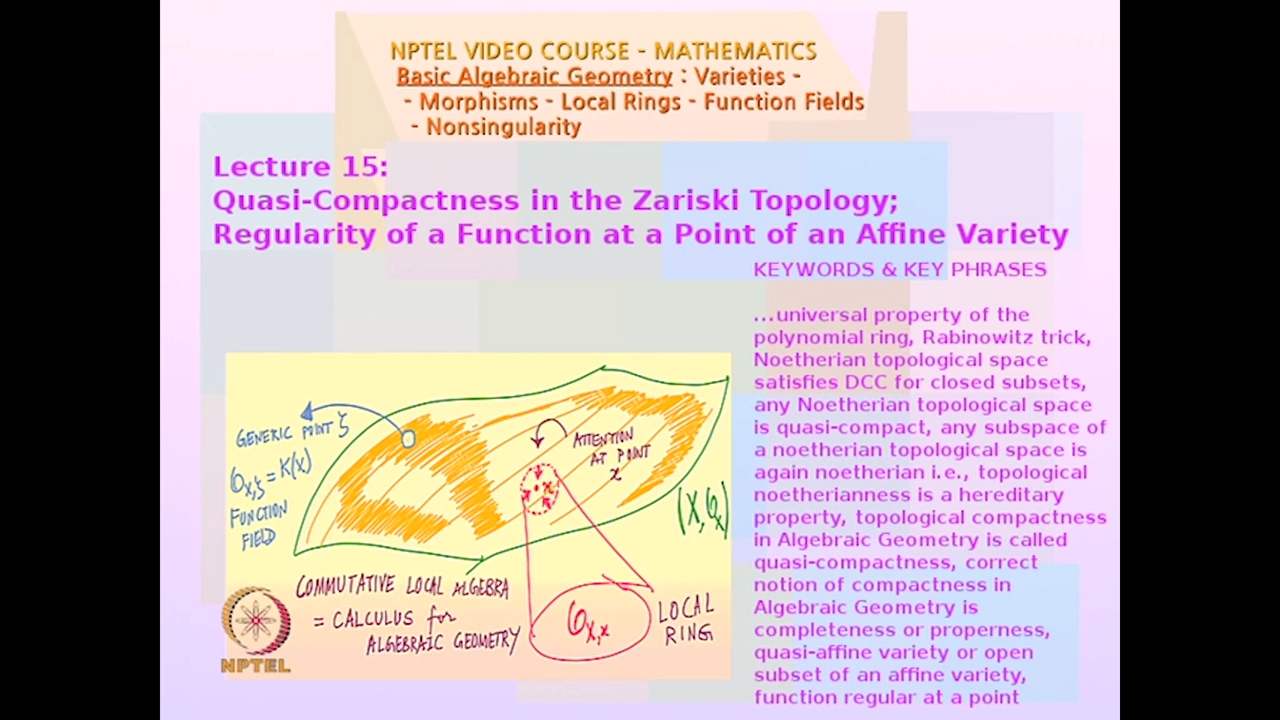 NPTEL VIDEO COURSE - MATHEMATICS
Basic Algebraic Geometry : Varieties -
- Morphisms - Local Rings - Function Fields
- Nonsingularity
Lecture 15:
Quasi-Compactness in the Zariski Topology;
Regularity of a Function at a Point of an Affine Variety
KEYWORDS & KEY PHRASES
...universal property of the
polynomial ring, Rabinowitz trick,
Noetherian topological space
satisfies DCC for closed subsets,
any Noetherian topological space
is quasi-compact, any subspace of
a noetherian topological space is
again noetherian i.e., topological
noetherianness is a hereditary
property, topological compactness
in Algebraic Geometry is called
quasi-compactness, correct
notion of compactness in
Algebraic Geometry is
completeness or properness,
quasi-affine variety or open
subset of an affine variety,
function regular at a point
GENERIC POINT ζ
O_{X,ζ} = K(X)
FUNCTION
FIELD
ATTENTION
AT POINT
x
(X, O_X)
COMMUTATIVE LOCAL ALGEBRA
= CALCULUS for
ALGEBRAIC GEOMETRY
O_{X,x}
LOCAL
RING
NPTEL